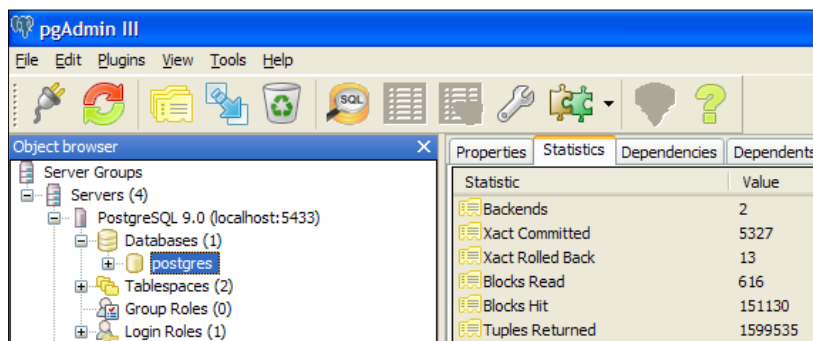 pgAdmin III
File Edit Plugins View Tools Help
SQL
Object browser
Server Groups
Servers (4)
PostgreSQL 9.0 (localhost:5433)
Databases (1)
postgres
Tablespaces (2)
Group Roles (0)
Login Roles (1)
Properties Statistics Dependencies Dependents
Statistic Value
Backends 2
Xact Committed 5327
Xact Rolled Back 13
Blocks Read 616
Blocks Hit 151130
Tuples Returned 1599535